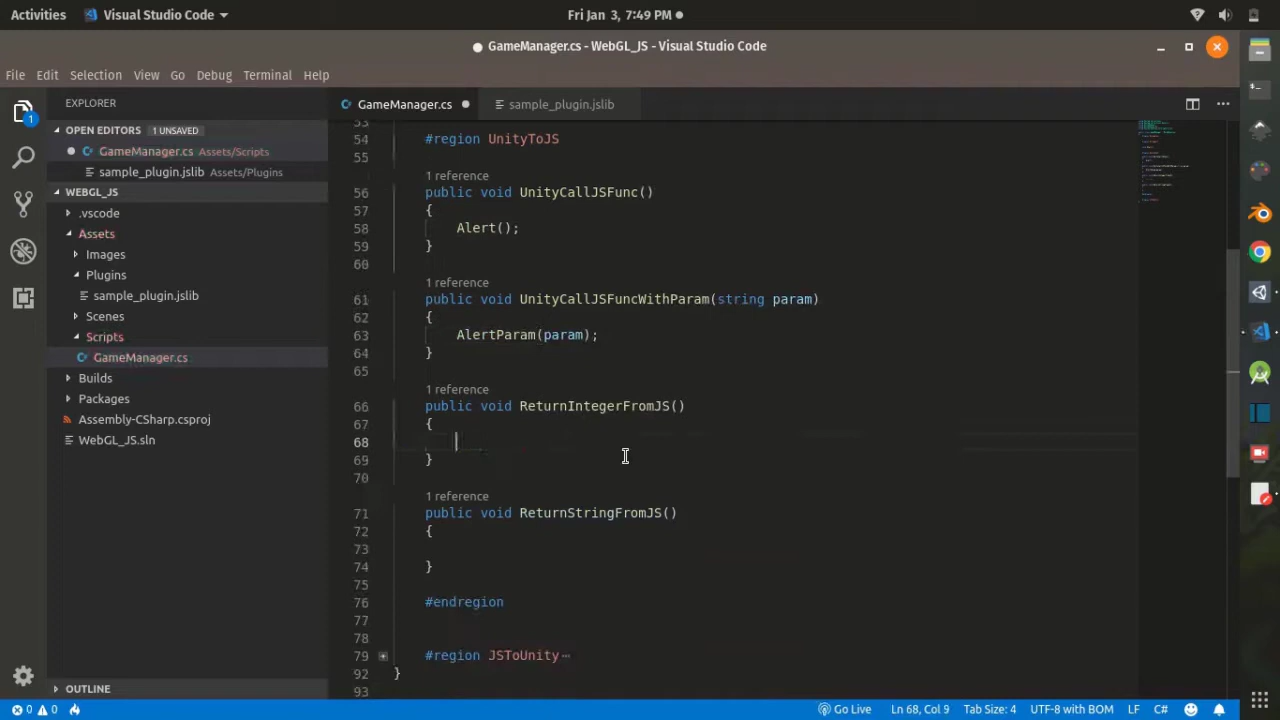 Activities Visual Studio Code Fri Jan 3, 7:49 PM
GameManager.cs - WebGL_JS - Visual Studio Code
File Edit Selection View Go Debug Terminal Help
EXPLORER
OPEN EDITORS 1 UNSAVED
GameManager.cs Assets/Scripts
sample_plugin.jslib Assets/Plugins
WEBGL_JS
.vscode
Assets
Images
Plugins
sample_plugin.jslib
Scenes
Scripts
GameManager.cs
Builds
Packages
Assembly-CSharp.csproj
WebGL_JS.sln
OUTLINE
GameManager.cs sample_plugin.jslib
53
54 #region UnityToJS
55
1 reference
56 public void UnityCallJSFunc()
57 {
58 Alert();
59 }
60
1 reference
61 public void UnityCallJSFuncWithParam(string param)
62 {
63 AlertParam(param);
64 }
65
1 reference
66 public void ReturnIntegerFromJS()
67 {
68
69 }
70
1 reference
71 public void ReturnStringFromJS()
72 {
73
74 }
75
76 #endregion
77
78
79 #region JSToUnity
92 }
93
0 0 Go Live Ln 68, Col 9 Tab Size: 4 UTF-8 with BOM LF C#